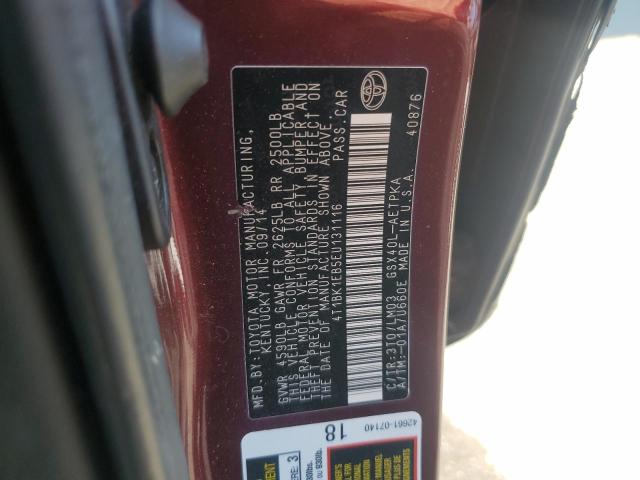 MFD.BY:TOYOTA MOTOR MANUFACTURING,
KENTUCKY, INC. 09/14
GVWR 4590LB GAWR FR 2625LB RR 2500LB
THIS VEHICLE CONFORMS TO ALL APPLICABLE
FEDERAL MOTOR VEHICLE SAFETY BUMPER AND
THEFT PREVENTION STANDARDS IN EFFECT ON
THE DATE OF MANUFACTURE SHOWN ABOVE.
4T1BK1EB5EU131116 PASS.CAR
C/TR:3T0/LM03 GSX40L-AETPKA
A/TM:-01A/U660E MADE IN U.S.A.
40876
42661-07140
18
3